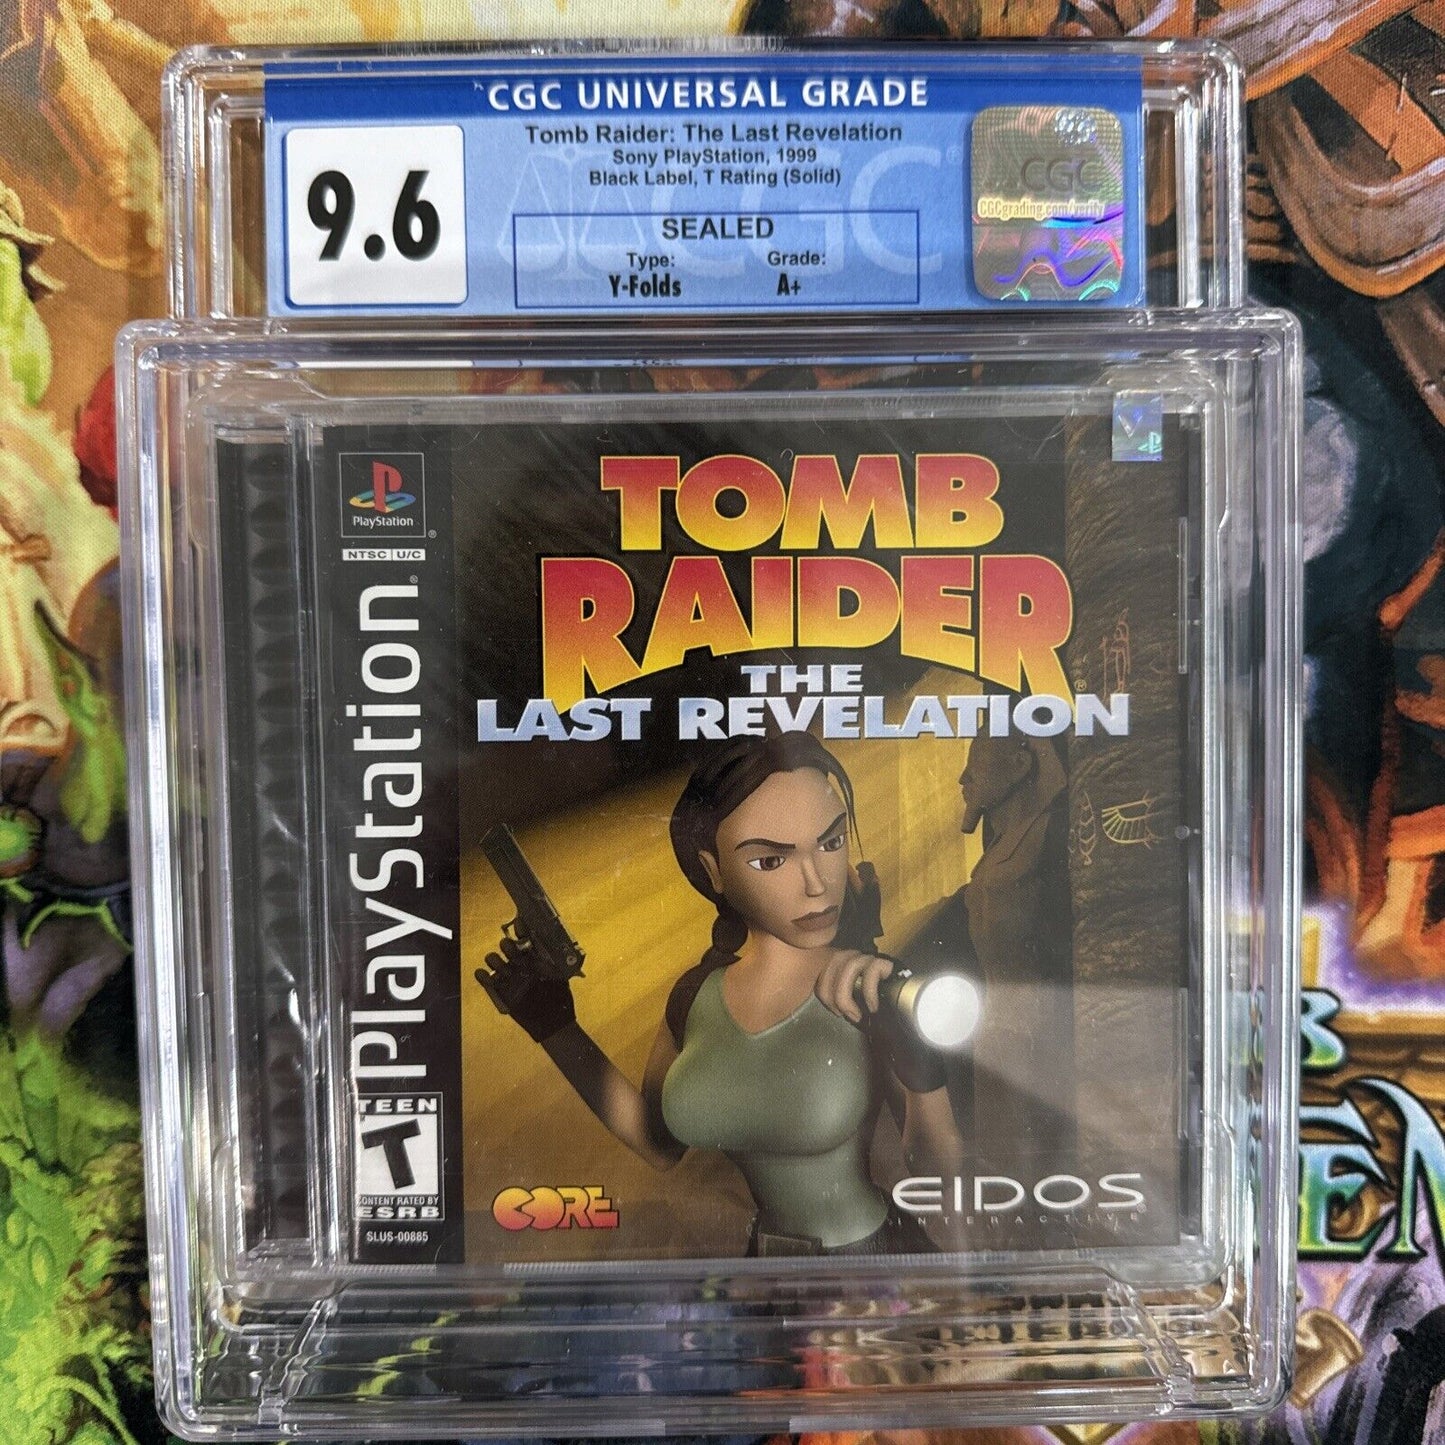 CGC UNIVERSAL GRADE
9.6
Tomb Raider: The Last Revelation
Sony PlayStation, 1999
Black Label, T Rating (Solid)
SEALED
Type: Grade:
Y-Folds A+
CGC
CGC
CGCgrading.com/verify
PlayStation®
NTSC U/C
PlayStation®
TOMB
RAIDER®
THE
LAST REVELATION
TEEN
T
CONTENT RATED BY
ESRB
SLUS-00885
CORE
EIDOS
INTERACTIVE